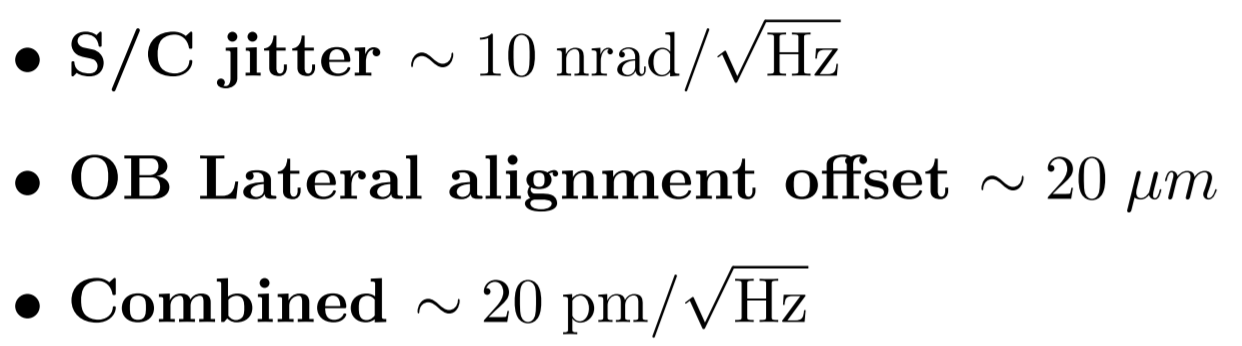 • S/C jitter ∼ 10 nrad/√Hz
• OB Lateral alignment offset ∼ 20 μm
• Combined ∼ 20 pm/√Hz